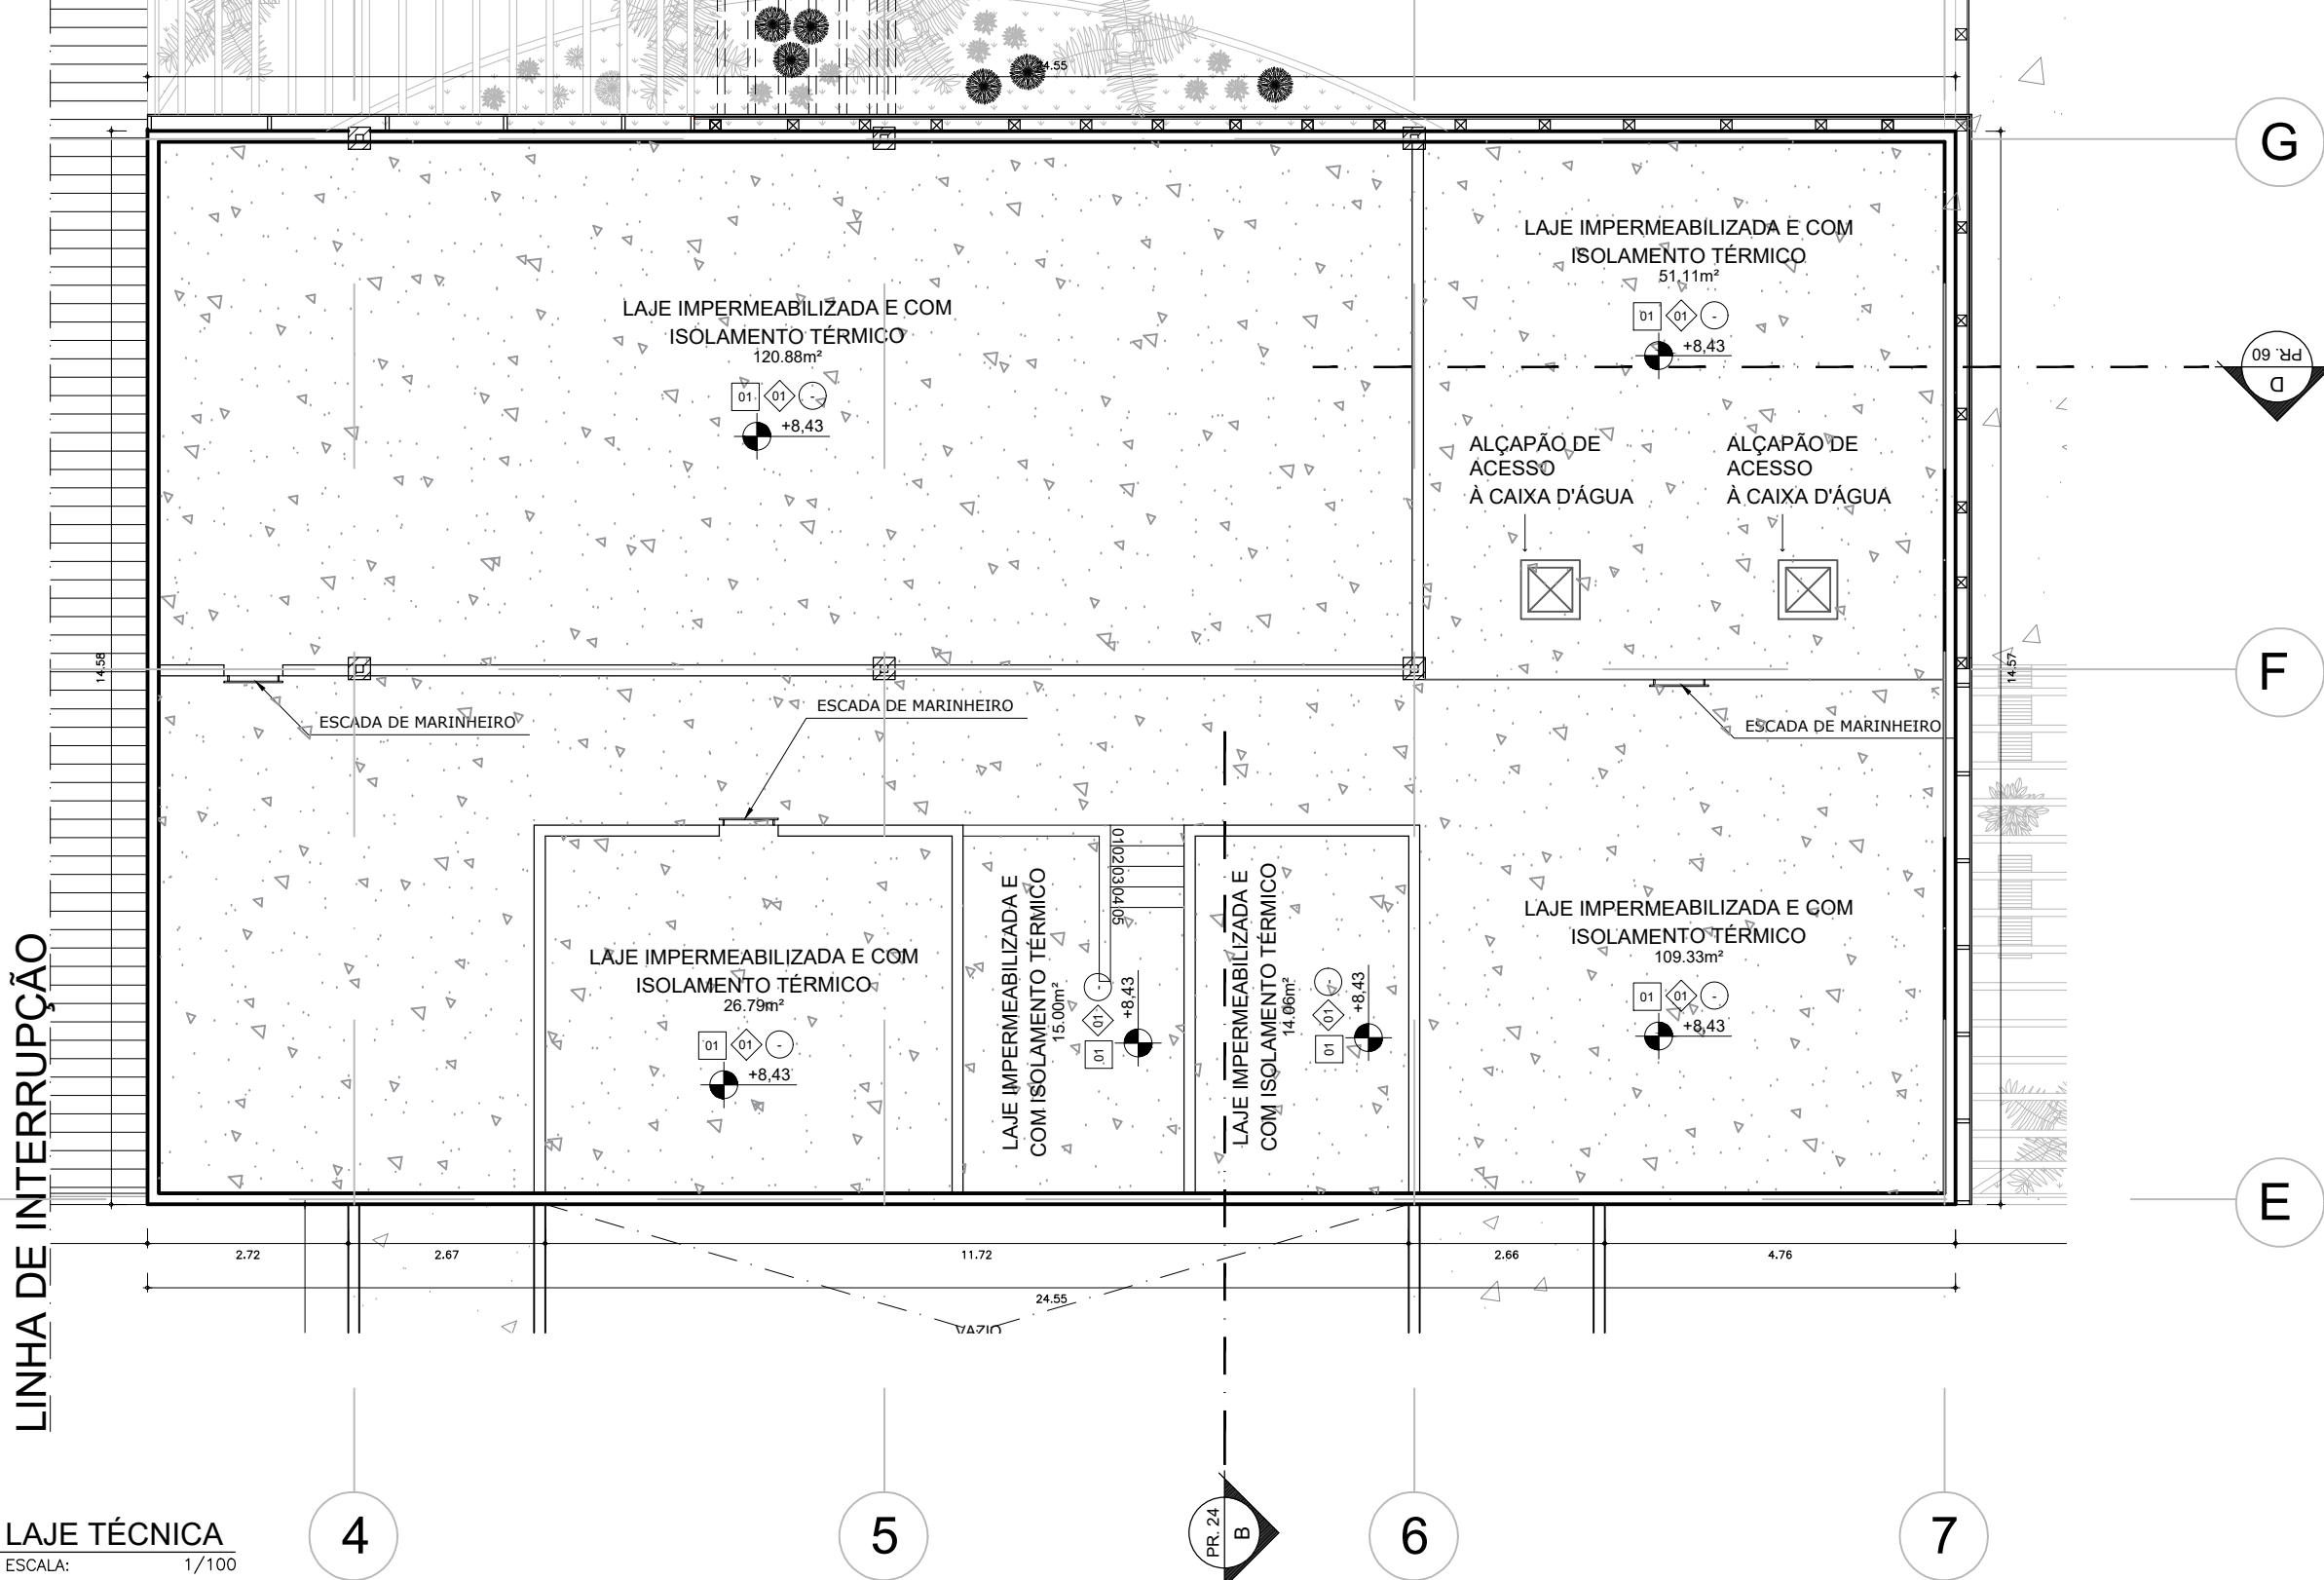 24.55
G
LAJE IMPERMEABILIZADA E COM
ISOLAMENTO TÉRMICO
51.11m²
01 01 -
+8,43
LAJE IMPERMEABILIZADA E COM
ISOLAMENTO TÉRMICO
120.88m²
01 01 -
+8,43
PR. 09
D
ALÇAPÃO DE
ACESSO
À CAIXA D'ÁGUA
ALÇAPÃO DE
ACESSO
À CAIXA D'ÁGUA
14.58
14.57
F
ESCADA DE MARINHEIRO
ESCADA DE MARINHEIRO
ESCADA DE MARINHEIRO
01 02 03 04 05
LAJE IMPERMEABILIZADA E COM
ISOLAMENTO TÉRMICO
26.79m²
01 01 -
+8,43
LAJE IMPERMEABILIZADA E
COM ISOLAMENTO TÉRMICO
15.00m²
01 01 -
+8,43
LAJE IMPERMEABILIZADA E
COM ISOLAMENTO TÉRMICO
14.06m²
01 01 -
+8,43
LAJE IMPERMEABILIZADA E COM
ISOLAMENTO TÉRMICO
109.33m²
01 01 -
+8,43
LINHA DE INTERRUPÇÃO
E
2.72
2.67
11.72
2.66
4.76
24.55
VAZIO
LAJE TÉCNICA
ESCALA: 1/100
4
5
PR. 24
B
6
7